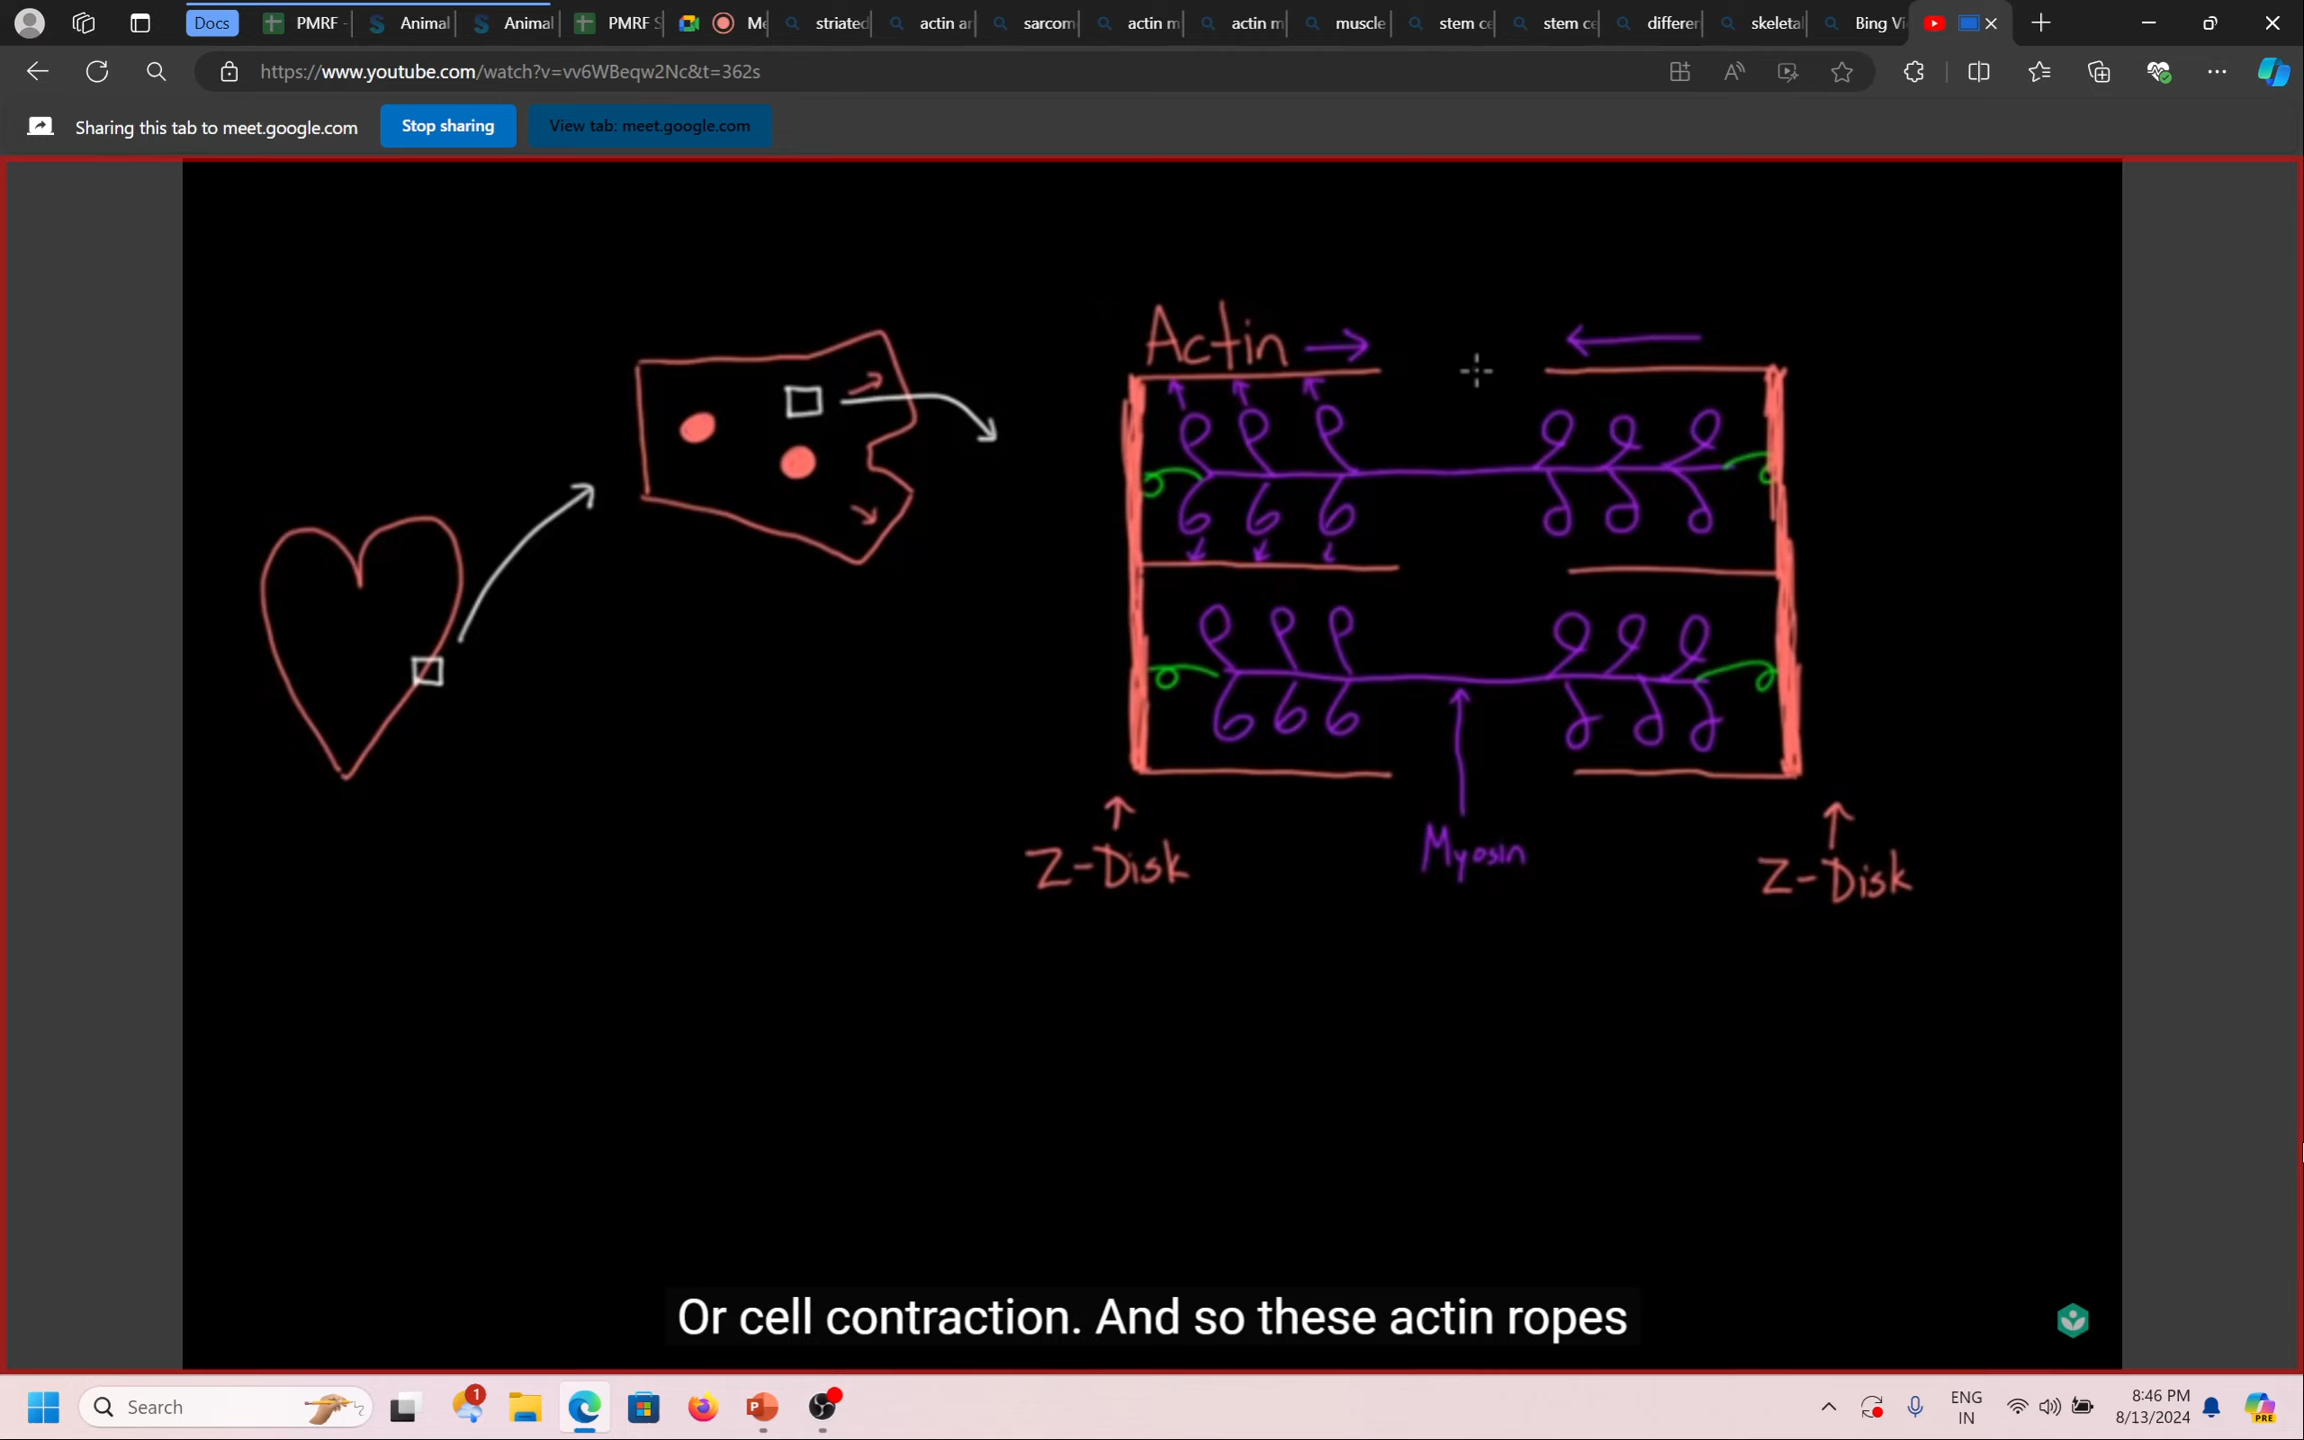 Docs PMRF - Animal Animal PMRF S Me striated actin ar sarcom actin m actin m muscle stem ce stem ce differer skeletal Bing Vi
https://www.youtube.com/watch?v=vv6WBeqw2Nc&t=362s
Sharing this tab to meet.google.com Stop sharing View tab: meet.google.com
Actin
Z-Disk Myosin Z-Disk
Or cell contraction. And so these actin ropes
Search 1 ENG 8:46 PM
IN 8/13/2024 PRE